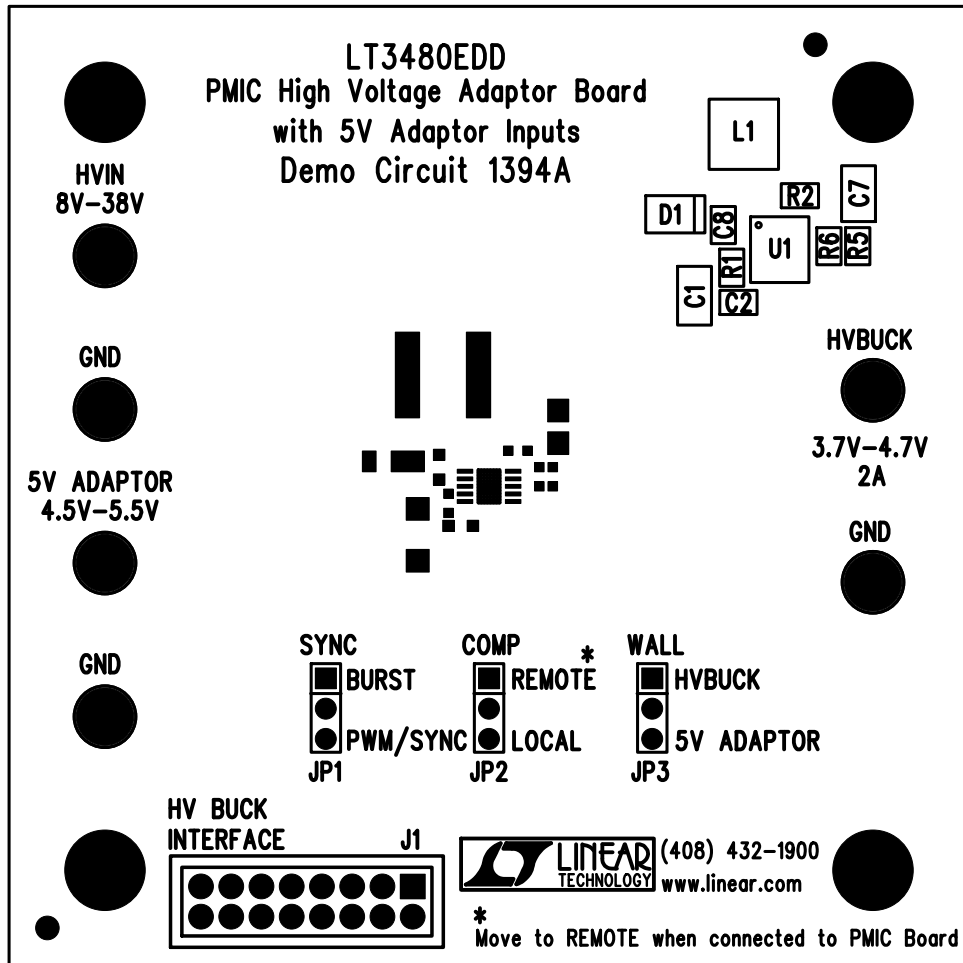 LT3480EDD
PMIC High Voltage Adaptor Board
with 5V Adaptor Inputs
Demo Circuit 1394A
HVIN
8V-38V
L1
R2
C7
D1
C8
U1
R6
R5
R1
C1
C2
GND
HVBUCK
3.7V-4.7V
2A
5V ADAPTOR
4.5V-5.5V
GND
GND
SYNC
BURST
PWM/SYNC
JP1
COMP
*
REMOTE
LOCAL
JP2
WALL
HVBUCK
5V ADAPTOR
JP3
HV BUCK
INTERFACE
J1
LINEAR
TECHNOLOGY
(408) 432-1900
www.linear.com
*
Move to REMOTE when connected to PMIC Board